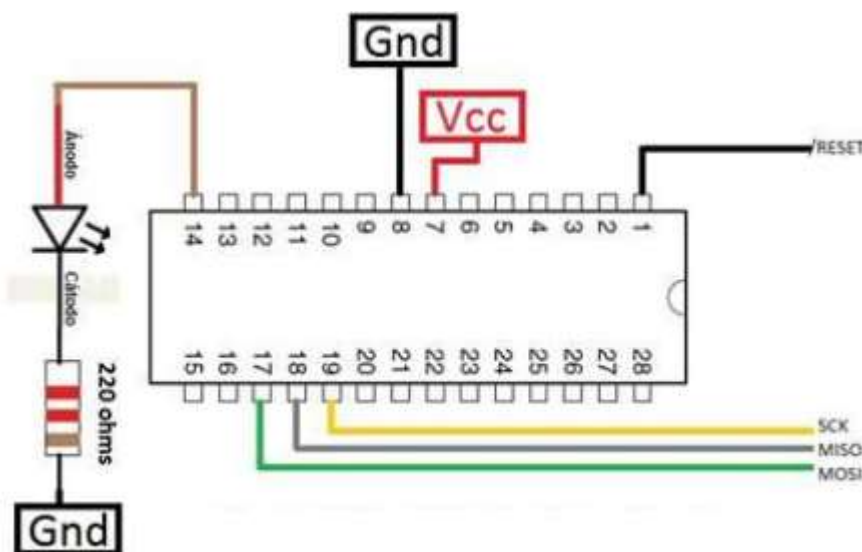 Gnd
Vcc
/RESET
Ánodo
14 13 12 11 10 9 8 7 6 5 4 3 2 1
Cátodo
15 16 17 18 19 20 21 22 23 24 25 26 27 28
220 ohms
SCK
MISO
MOSI
Gnd